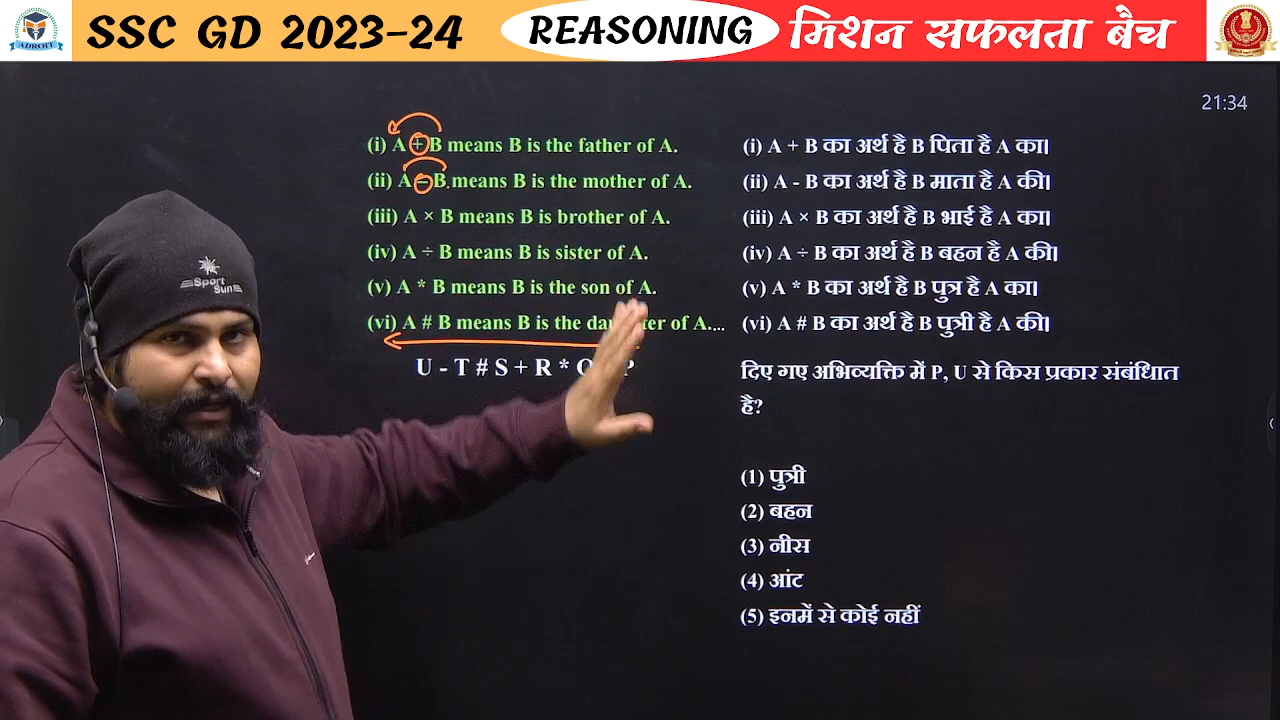 SSC GD 2023-24
REASONING
मिशन सफलता बैच
ADROIT
21:34
(i) A + B means B is the father of A.
(ii) A - B means B is the mother of A.
(iii) A × B means B is brother of A.
(iv) A ÷ B means B is sister of A.
(v) A * B means B is the son of A.
(vi) A # B means B is the of A....
U - T # S + R *
(i) A + B का अर्थ है B पिता है A का।
(ii) A - B का अर्थ है B माता है A की।
(iii) A × B का अर्थ है B भाई है A का।
(iv) A ÷ B का अर्थ है B बहन है A की।
(v) A * B का अर्थ है B पुत्र है A का।
(vi) A # B का अर्थ है B पुत्री है A की।
दिए गए अभिव्यक्ति में P, U से किस प्रकार संबंधित
है?
(1) पुत्री
(2) बहन
(3) नीस
(4) आंट
(5) इनमें से कोई नहीं
Sport
Sun